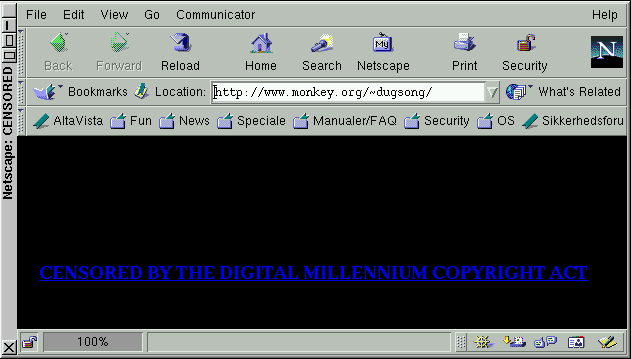 Netscape: CENSORED
File Edit View Go Communicator Help
Back Forward Reload Home Search Netscape Print Security
My
N
Bookmarks Location: http://www.monkey.org/~dugsong/ What's Related
AltaVista Fun News Speciale Manualer/FAQ Security OS Sikkerhedsforu
CENSORED BY THE DIGITAL MILLENNIUM COPYRIGHT ACT
100%